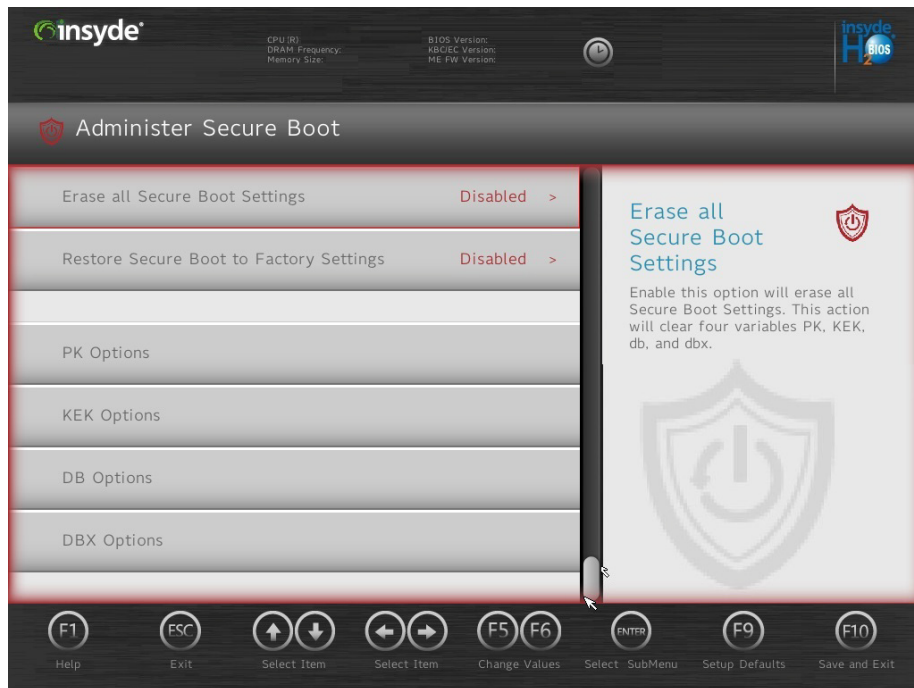 insyde
CPU (R)
DRAM Frequency:
Memory Size:
BIOS Version:
KBC/EC Version:
ME FW Version:
insyde
H2 BIOS
Administer Secure Boot
Erase all Secure Boot Settings Disabled >
Restore Secure Boot to Factory Settings Disabled >
PK Options
KEK Options
DB Options
DBX Options
Erase all
Secure Boot
Settings
Enable this option will erase all
Secure Boot Settings. This action
will clear four variables PK, KEK,
db, and dbx.
F1 ESC F5 F6 ENTER F9 F10
Help Exit Select Item Select Item Change Values Select SubMenu Setup Defaults Save and Exit